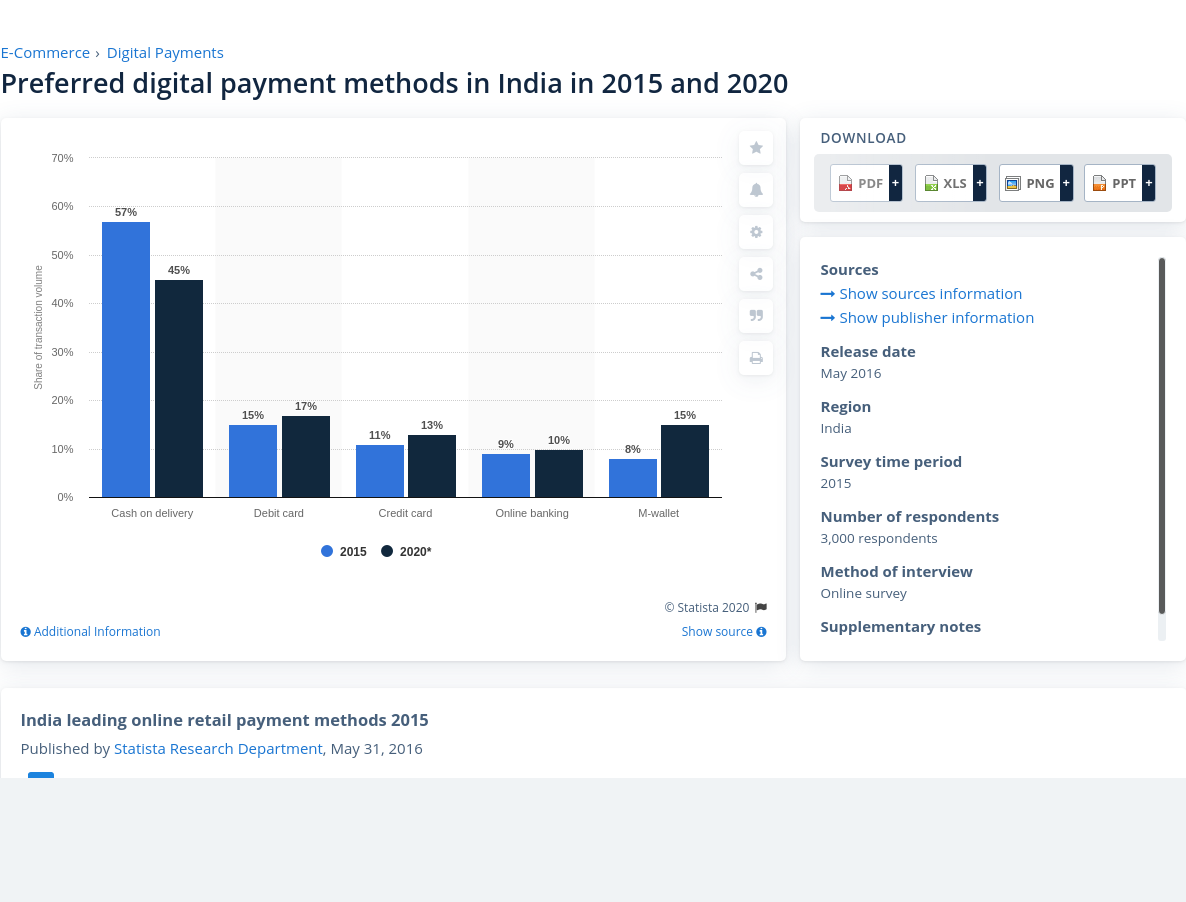 E-Commerce › Digital Payments
Preferred digital payment methods in India in 2015 and 2020
70%
60%
50%
40%
30%
20%
10%
0%
Share of transaction volume
57%
45%
15%
17%
11%
13%
9%
10%
8%
15%
Cash on delivery
Debit card
Credit card
Online banking
M-wallet
2015
2020*
© Statista 2020
Additional Information
Show source
DOWNLOAD
PDF +
XLS +
PNG +
PPT +
Sources
Show sources information
Show publisher information
Release date
May 2016
Region
India
Survey time period
2015
Number of respondents
3,000 respondents
Method of interview
Online survey
Supplementary notes
India leading online retail payment methods 2015
Published by Statista Research Department, May 31, 2016